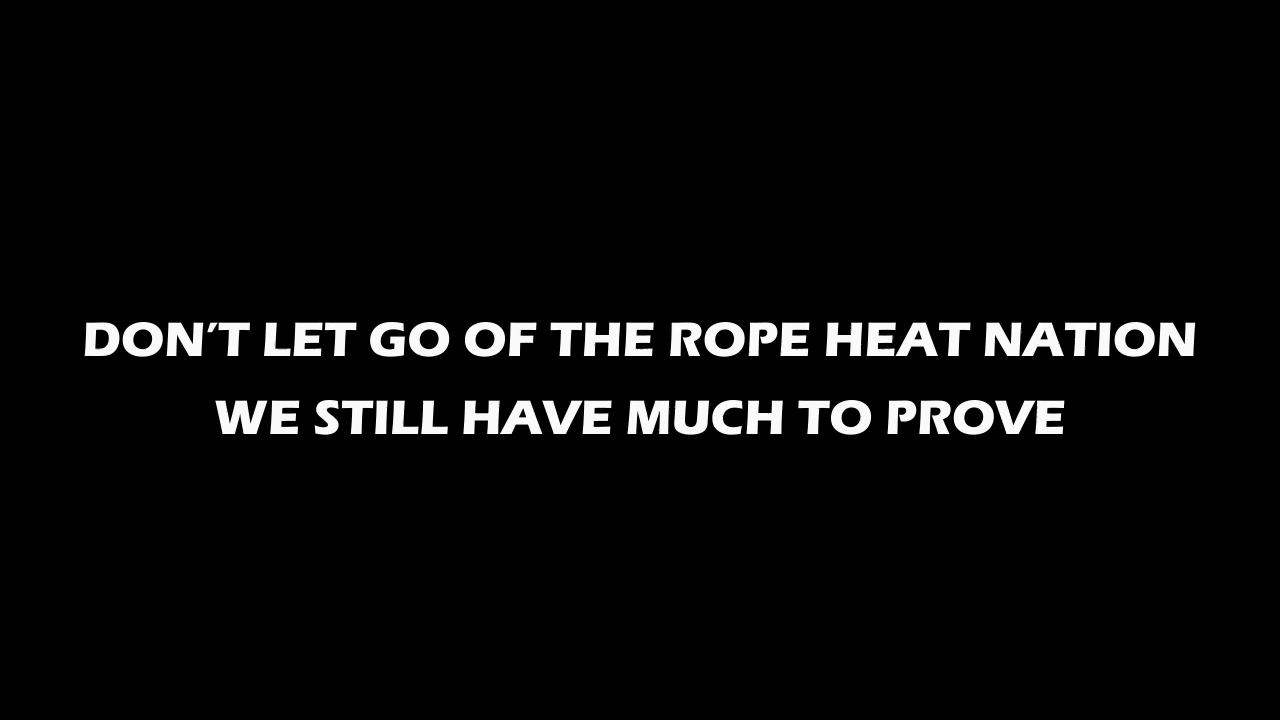 DON'T LET GO OF THE ROPE HEAT NATION
WE STILL HAVE MUCH TO PROVE